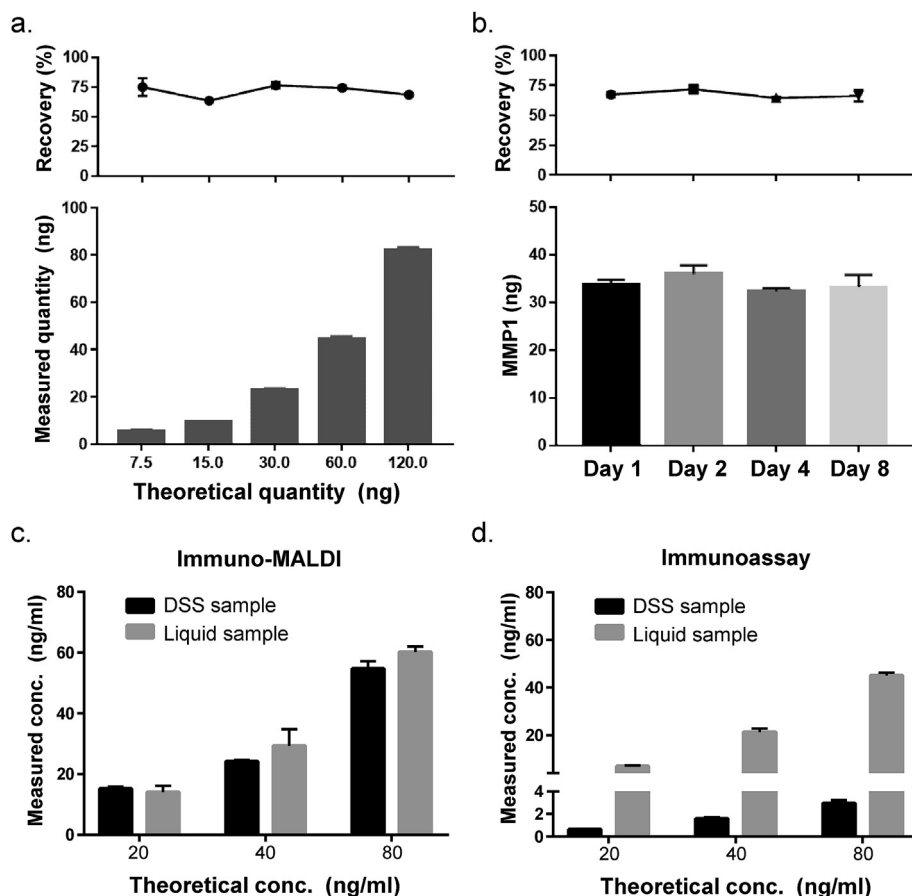 a.
Recovery (%)
100
75
50
25
0
Measured quantity (ng)
100
80
60
40
20
0
7.5 15.0 30.0 60.0 120.0
Theoretical quantity (ng)
b.
Recovery (%)
100
75
50
25
0
MMP1 (ng)
50
40
30
20
10
0
Day 1 Day 2 Day 4 Day 8
c.
Immuno-MALDI
DSS sample
Liquid sample
Measured conc. (ng/ml)
80
60
40
20
0
20 40 80
Theoretical conc. (ng/ml)
d.
Immunoassay
DSS sample
Liquid sample
Measured conc. (ng/ml)
80
60
40
20
4
2
0
20 40 80
Theoretical conc. (ng/ml)